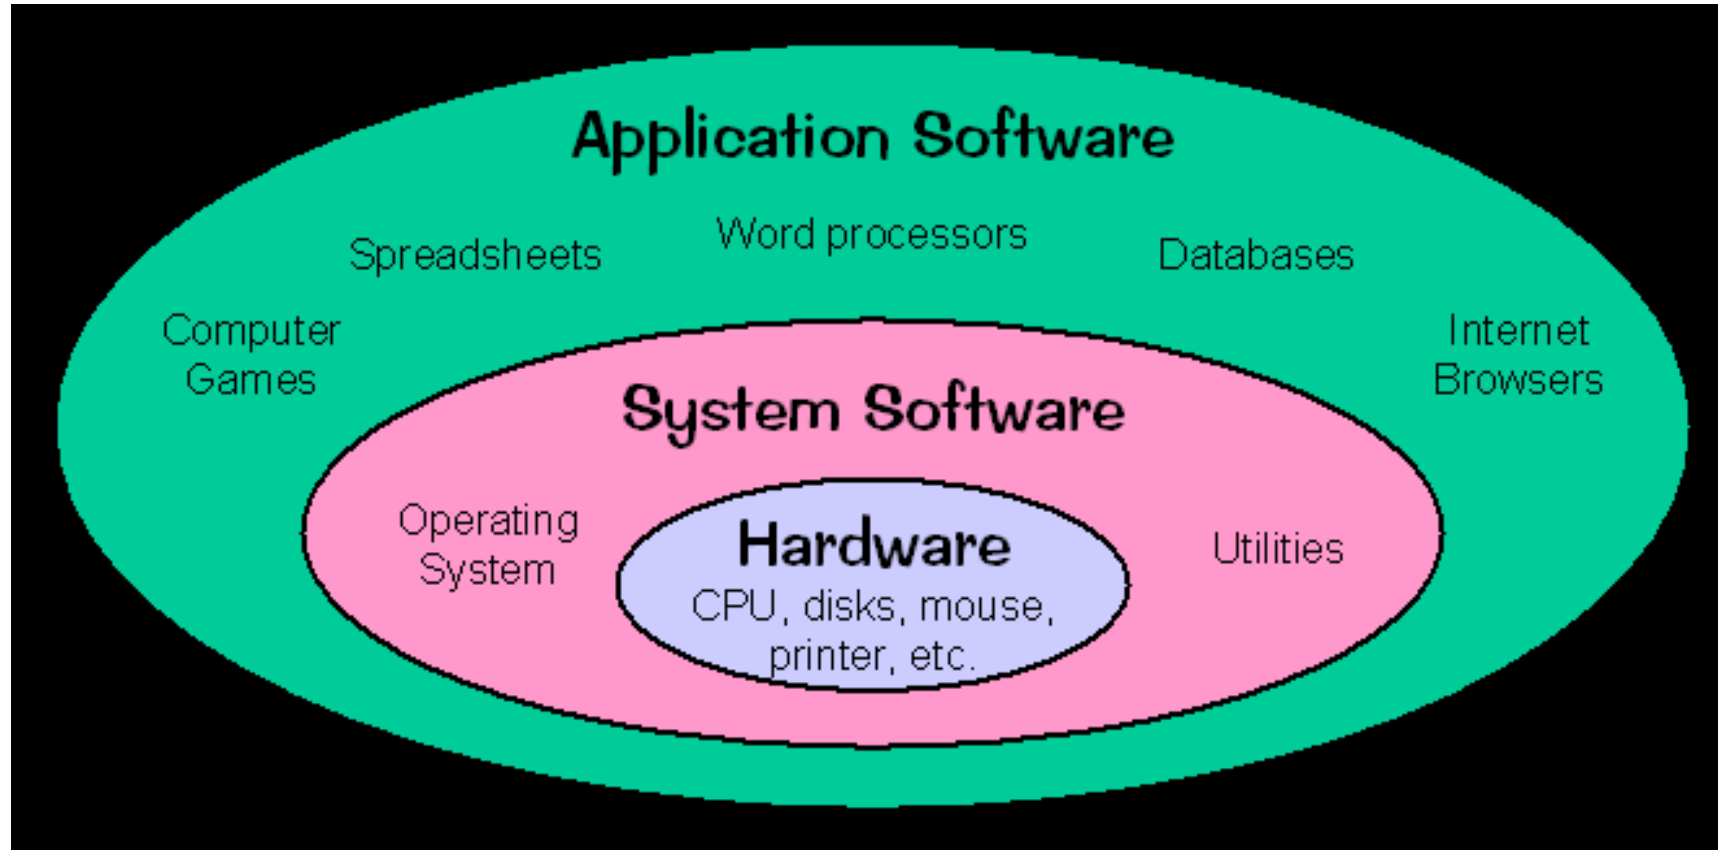 Application Software
Word processors
Spreadsheets
Databases
Computer
Games
Internet
Browsers
System Software
Operating
System
Utilities
Hardware
CPU, disks, mouse,
printer, etc.